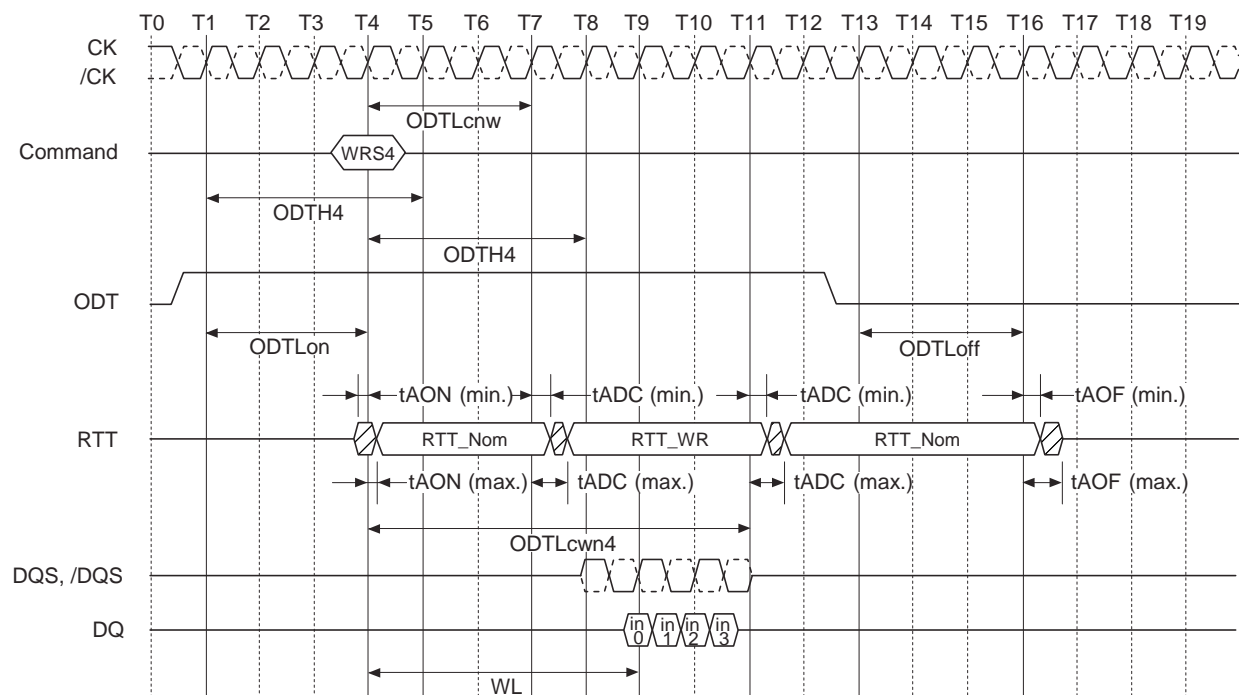 T0 T1 T2 T3 T4 T5 T6 T7 T8 T9 T10 T11 T12 T13 T14 T15 T16 T17 T18 T19
CK
/CK
ODTLcnw
Command WRS4
ODTH4
ODTH4
ODT
ODTLon ODTLoff
tAON (min.) tADC (min.) tADC (min.) tAOF (min.)
RTT RTT_Nom RTT_WR RTT_Nom
tAON (max.) tADC (max.) tADC (max.) tAOF (max.)
ODTLcwn4
DQS, /DQS
DQ in 0 in 1 in 2 in 3
WL